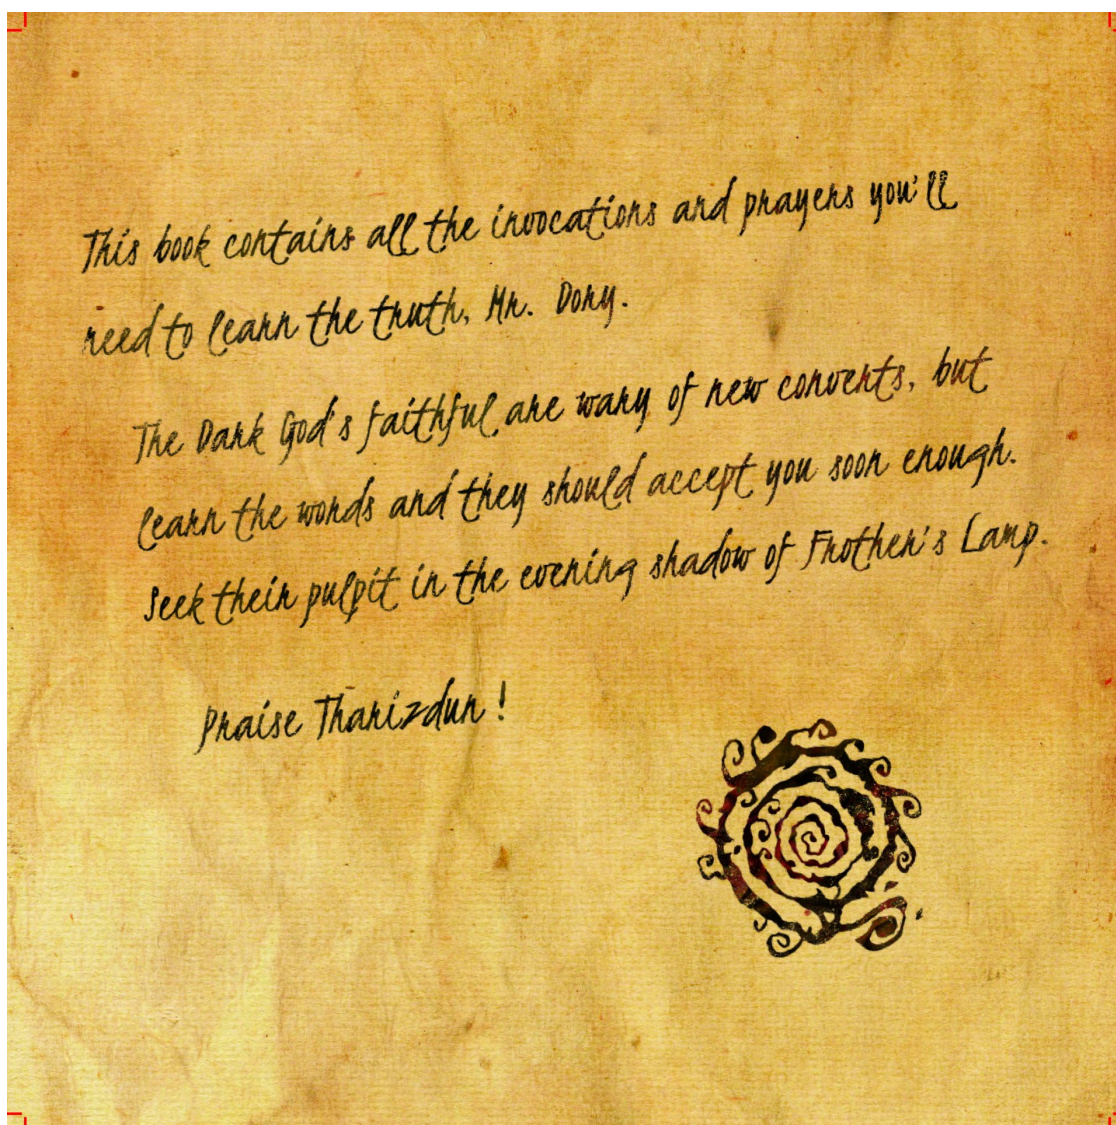 This book contains all the invocations and prayers you'll
need to learn the truth, Mr. Dory.
The Dark God's faithful are wary of new converts, but
learn the words and they should accept you soon enough.
Seek their pulpit in the evening shadow of Frother's Lamp.
Praise Tharizdun!